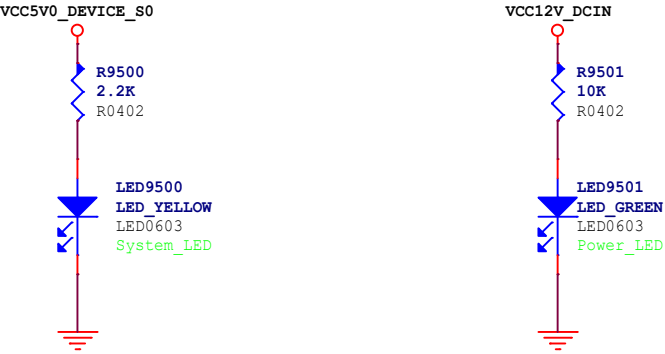 VCC5V0_DEVICE_S0
R9500
2.2K
R0402
LED9500
LED_YELLOW
LED0603
System_LED
VCC12V_DCIN
R9501
10K
R0402
LED9501
LED_GREEN
LED0603
Power_LED